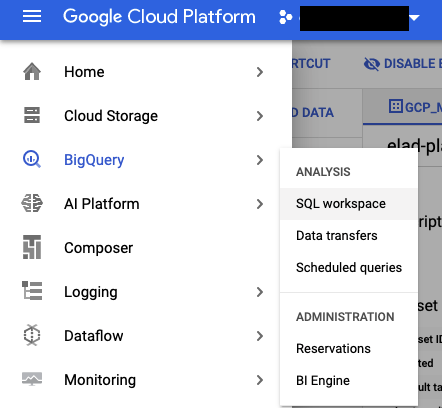 Google Cloud Platform
Home
Cloud Storage
BigQuery
AI Platform
Composer
Logging
Dataflow
Monitoring
RTCUT
DISABLE
DATA
GCP_M
elad-pla
ANALYSIS
SQL workspace
Data transfers
Scheduled queries
ADMINISTRATION
Reservations
BI Engine
ript
set
set ID
ted
ult ta